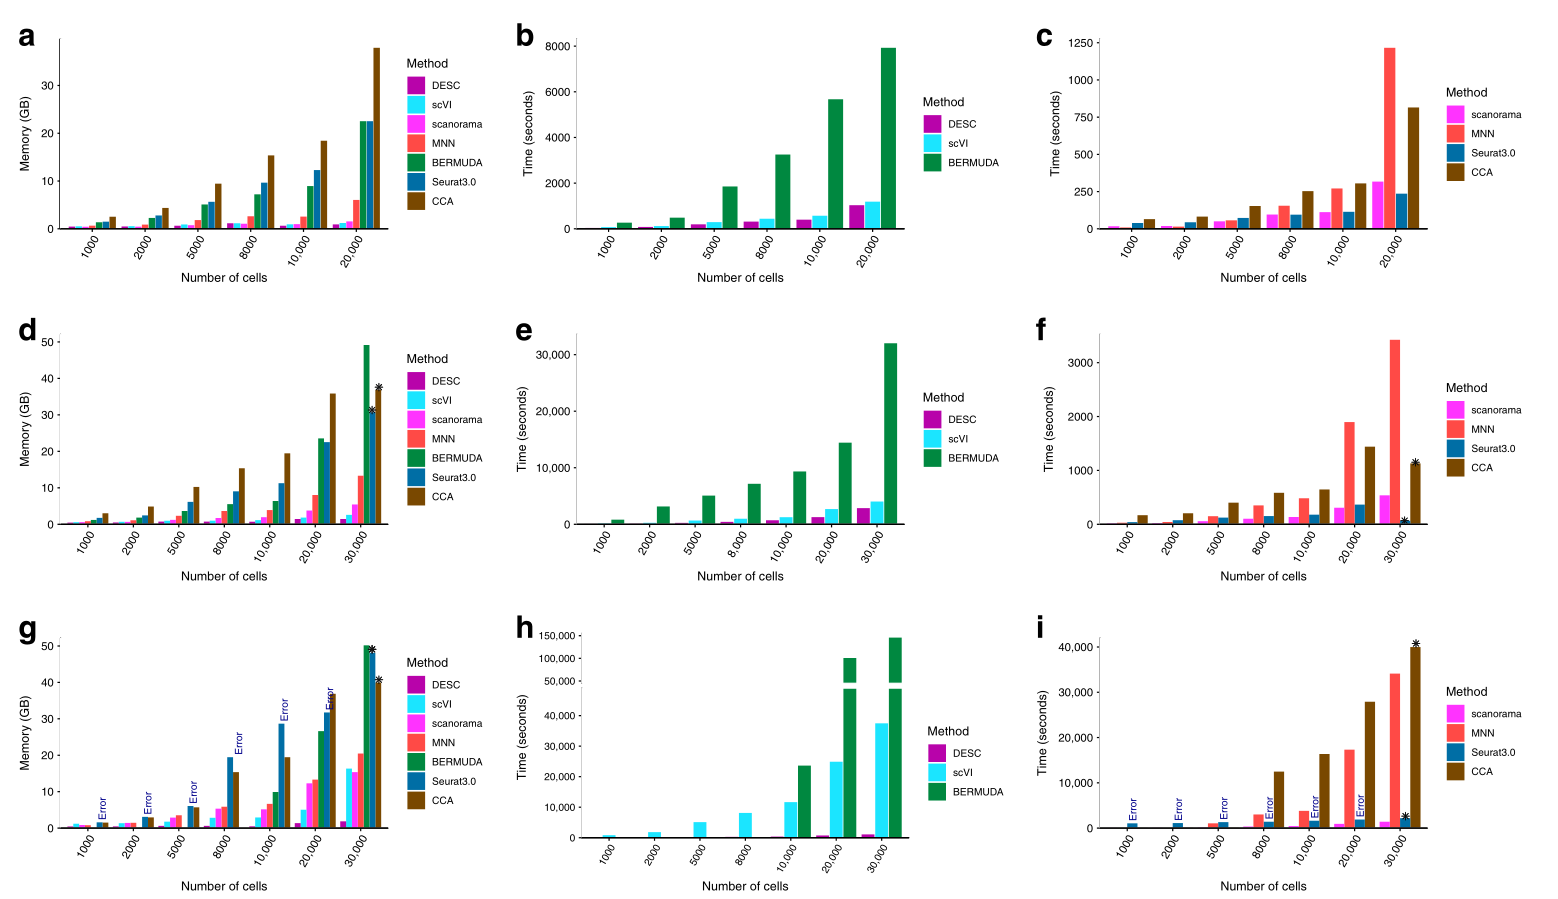 a
Memory (GB)
30
20
10
0
1000
2000
5000
8000
10,000
20,000
Number of cells
Method
DESC
scVI
scanorama
MNN
BERMUDA
Seurat3.0
CCA
b
Time (seconds)
8000
6000
4000
2000
0
1000
2000
5000
8000
10,000
20,000
Number of cells
Method
DESC
scVI
BERMUDA
c
Time (seconds)
1250
1000
750
500
250
0
1000
2000
5000
8000
10,000
20,000
Number of cells
Method
scanorama
MNN
Seurat3.0
CCA
d
Memory (GB)
50
40
30
20
10
0
*
*
1000
2000
5000
8000
10,000
20,000
30,000
Number of cells
Method
DESC
scVI
scanorama
MNN
BERMUDA
Seurat3.0
CCA
e
Time (seconds)
30,000
20,000
10,000
0
1000
2000
5000
8,000
10,000
20,000
30,000
Number of cells
Method
DESC
scVI
BERMUDA
f
Time (seconds)
3000
2000
1000
0
*
*
1000
2000
5000
8000
10,000
20,000
30,000
Number of cells
Method
scanorama
MNN
Seurat3.0
CCA
g
Memory (GB)
50
40
30
20
10
0
Error
Error
Error
Error
Error
Error
*
*
1000
2000
5000
8000
10,000
20,000
30,000
Number of cells
Method
DESC
scVI
scanorama
MNN
BERMUDA
Seurat3.0
CCA
h
Time (seconds)
150,000
100,000
50,000
40,000
30,000
20,000
10,000
0
1000
2000
5000
8000
10,000
20,000
30,000
Number of cells
Method
DESC
scVI
BERMUDA
i
Time (seconds)
40,000
30,000
20,000
10,000
0
Error
Error
Error
Error
Error
Error
*
*
1000
2000
5000
8000
10,000
20,000
30,000
Number of cells
Method
scanorama
MNN
Seurat3.0
CCA